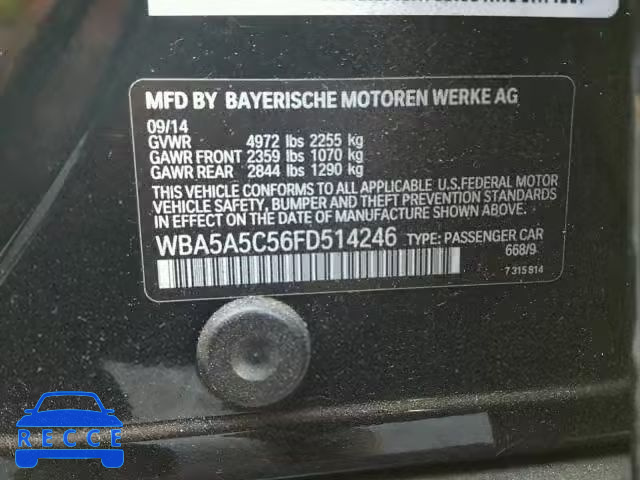 MFD BY BAYERISCHE MOTOREN WERKE AG
09/14
GVWR 4972 lbs 2255 kg
GAWR FRONT 2359 lbs 1070 kg
GAWR REAR 2844 lbs 1290 kg
THIS VEHICLE CONFORMS TO ALL APPLICABLE U.S.FEDERAL MOTOR
VEHICLE SAFETY, BUMPER AND THEFT PREVENTION STANDARDS
IN EFFECT ON THE DATE OF MANUFACTURE SHOWN ABOVE.
WBA5A5C56FD514246 TYPE: PASSENGER CAR
668/9
7 315 814
RECCE